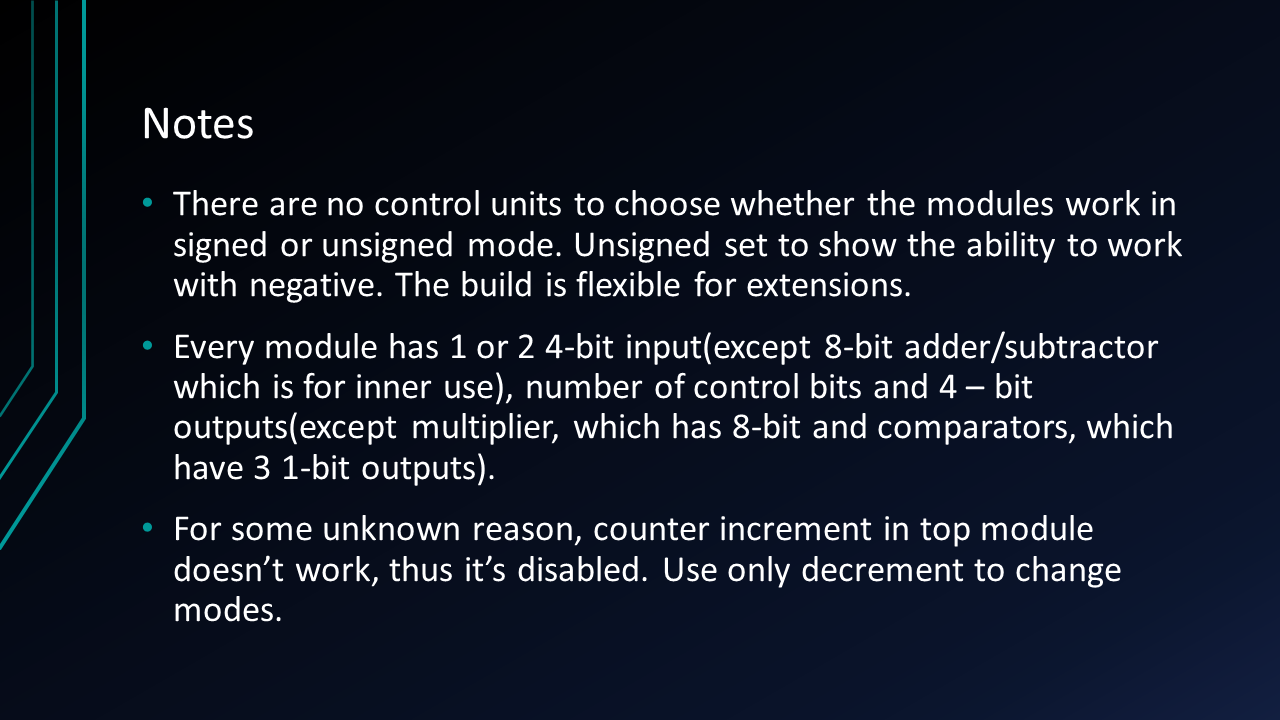 Notes
• There are no control units to choose whether the modules work in
signed or unsigned mode. Unsigned set to show the ability to work
with negative. The build is flexible for extensions.
• Every module has 1 or 2 4-bit input(except 8-bit adder/subtractor
which is for inner use), number of control bits and 4 – bit
outputs(except multiplier, which has 8-bit and comparators, which
have 3 1-bit outputs).
• For some unknown reason, counter increment in top module
doesn’t work, thus it’s disabled. Use only decrement to change
modes.